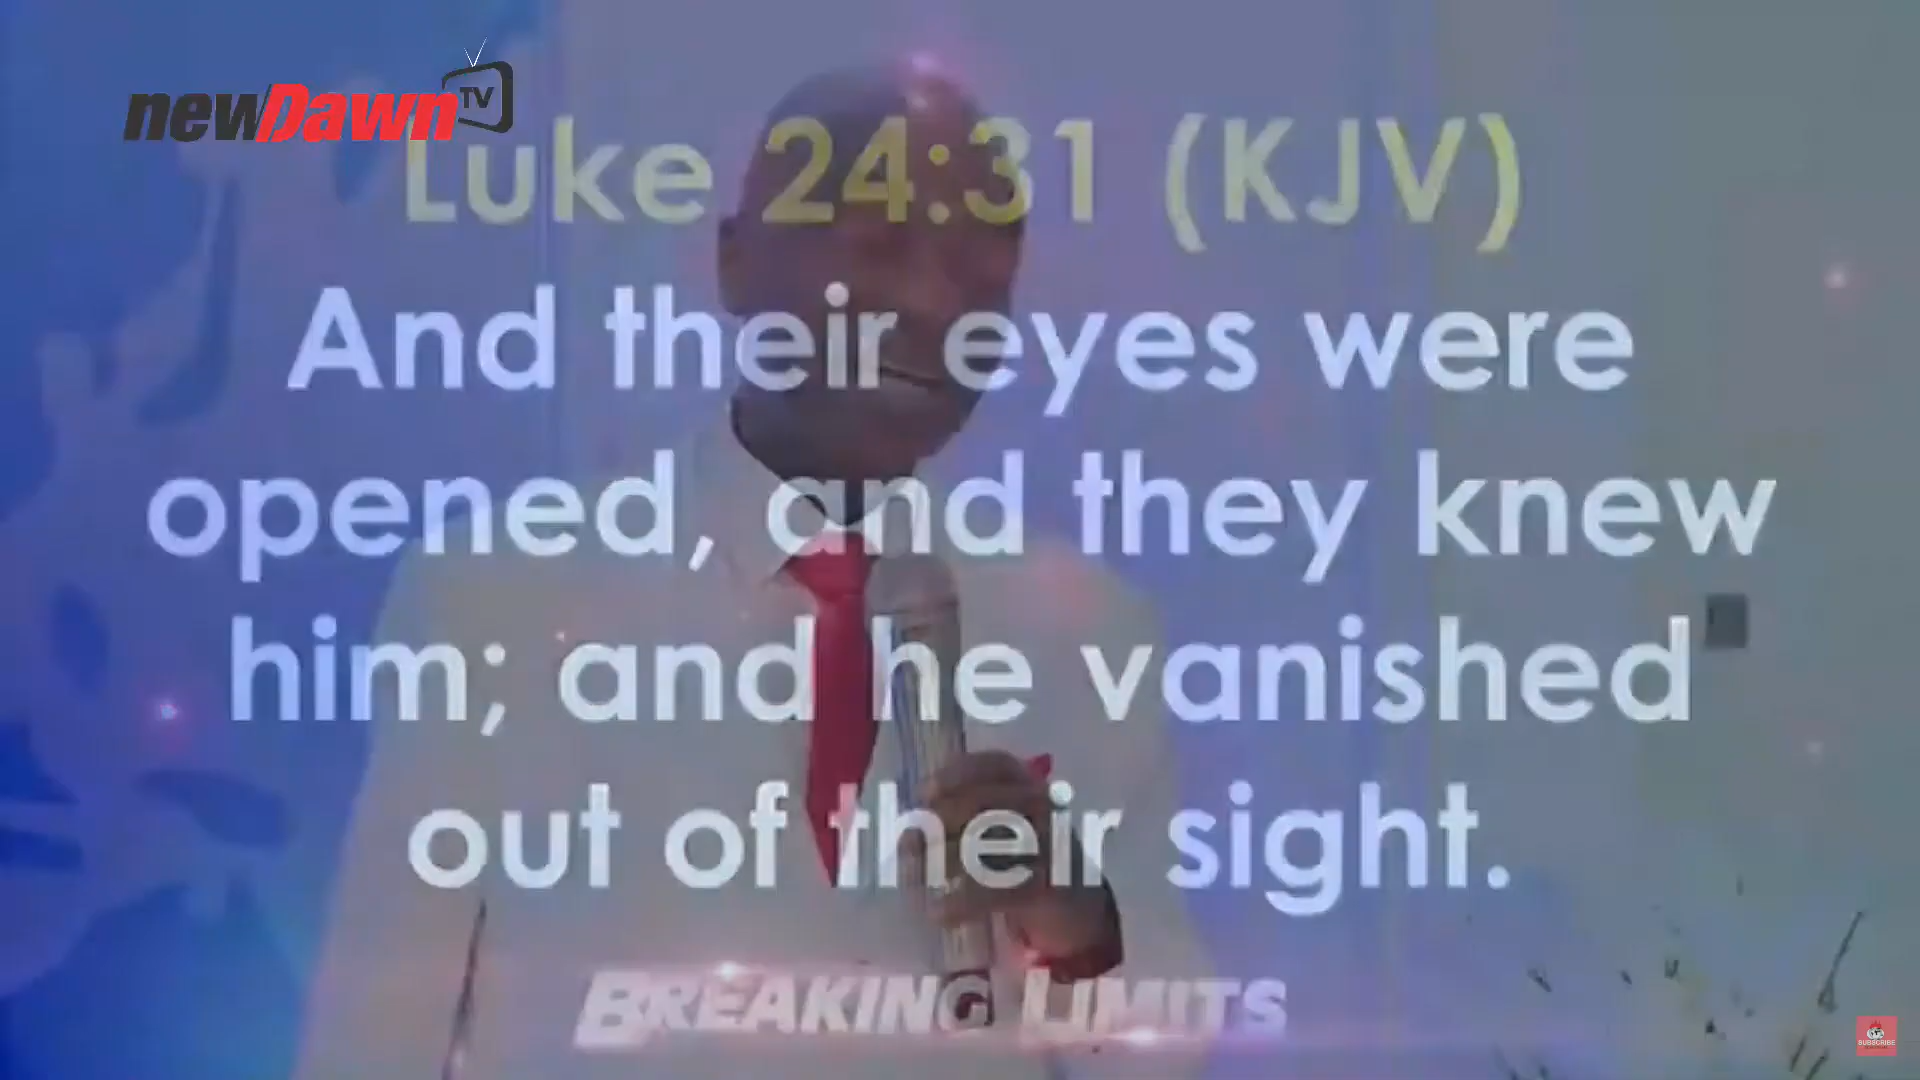 newDawn TV
Luke 24:31 (KJV)
And their eyes were
opened, and they knew
him; and he vanished
out of their sight.
BREAKING LIMITS
SUBSCRIBE